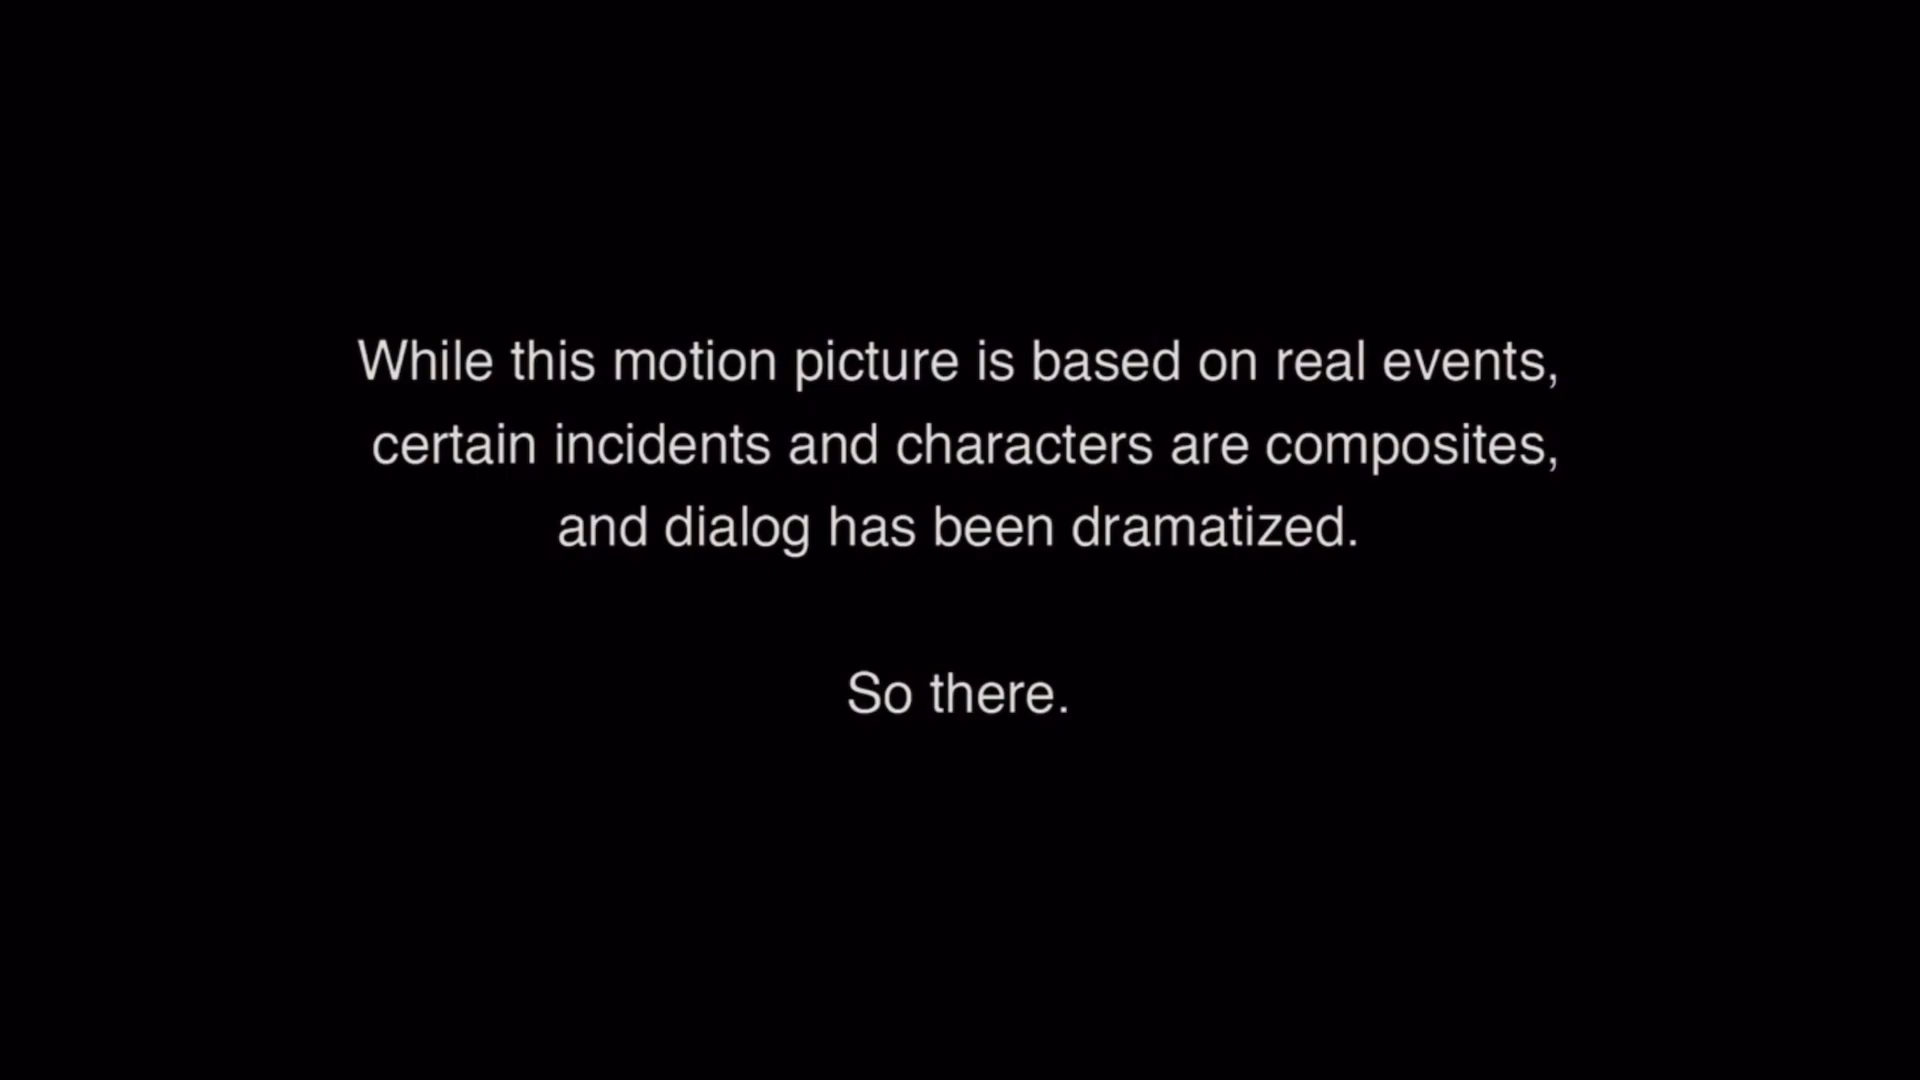 While this motion picture is based on real events,
certain incidents and characters are composites,
and dialog has been dramatized.
So there.